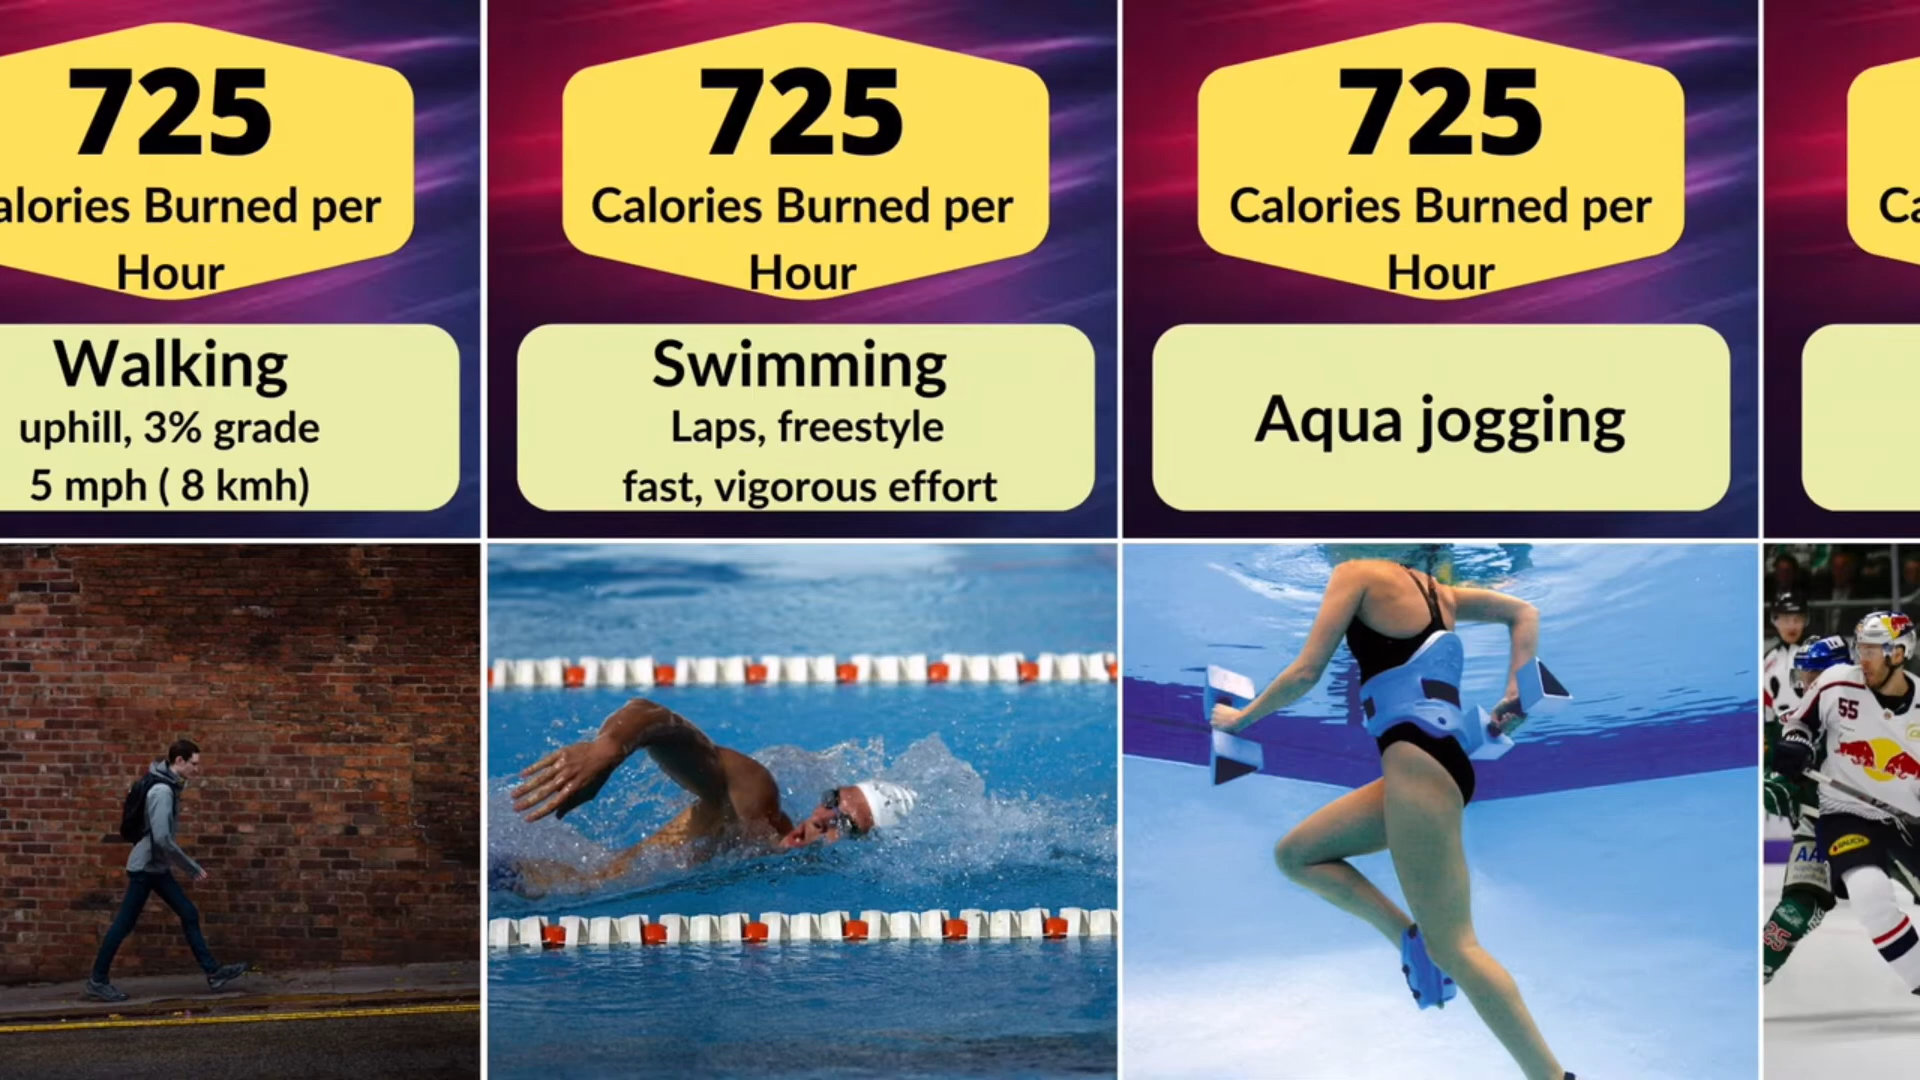 725
alories Burned per
Hour
Walking
uphill, 3% grade
5 mph ( 8 kmh)
725
Calories Burned per
Hour
Swimming
Laps, freestyle
fast, vigorous effort
725
Calories Burned per
Hour
Aqua jogging
Ca
55